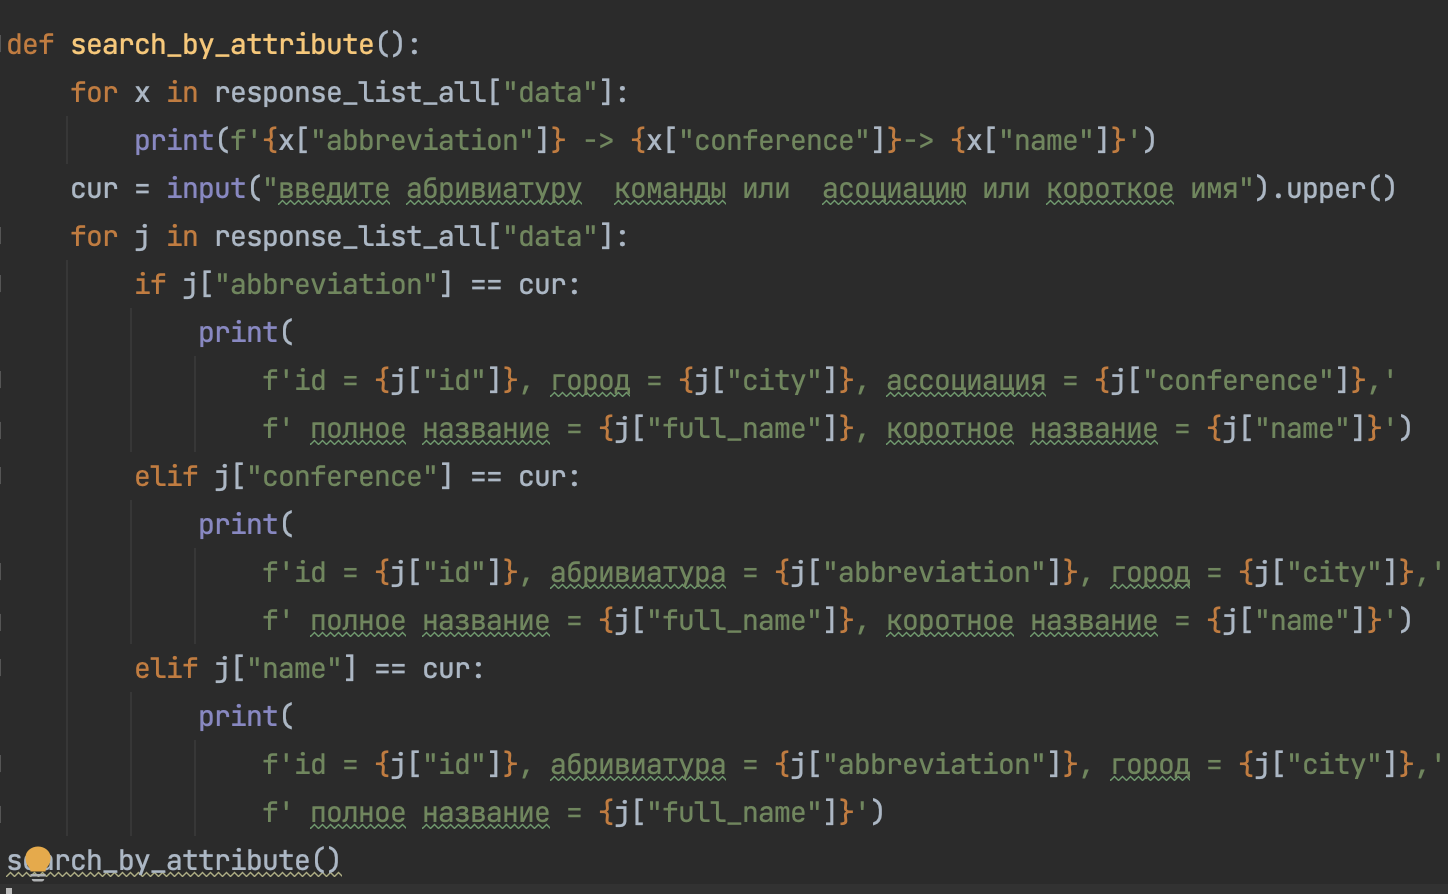 def search_by_attribute():
    for x in response_list_all["data"]:
        print(f'{x["abbreviation"]} -> {x["conference"]}-> {x["name"]}')
    cur = input("введите абривиатуру  команды или  асоциацию или короткое имя").upper()
    for j in response_list_all["data"]:
        if j["abbreviation"] == cur:
            print(
                f'id = {j["id"]}, город = {j["city"]}, ассоциация = {j["conference"]},'
                f' полное название = {j["full_name"]}, коротное название = {j["name"]}')
        elif j["conference"] == cur:
            print(
                f'id = {j["id"]}, абривиатура = {j["abbreviation"]}, город = {j["city"]},'
                f' полное название = {j["full_name"]}, коротное название = {j["name"]}')
        elif j["name"] == cur:
            print(
                f'id = {j["id"]}, абривиатура = {j["abbreviation"]}, город = {j["city"]},'
                f' полное название = {j["full_name"]}')
search_by_attribute()